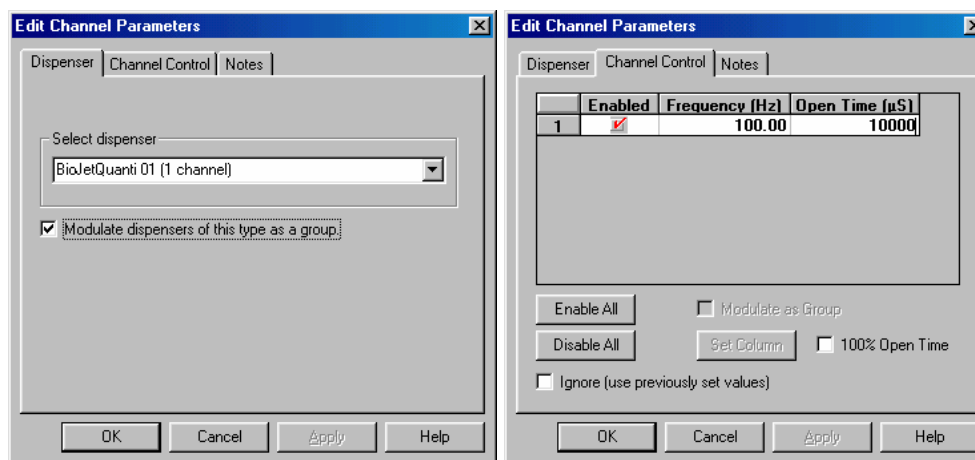 Edit Channel Parameters
Dispenser Channel Control Notes
Select dispenser
BioJetQuanti 01 (1 channel)
Modulate dispensers of this type as a group.
OK Cancel Apply Help
Edit Channel Parameters
Dispenser Channel Control Notes
Enabled Frequency (Hz) Open Time (µS)
1 100.00 10000
Enable All Modulate as Group
Disable All Set Column 100% Open Time
Ignore (use previously set values)
OK Cancel Apply Help